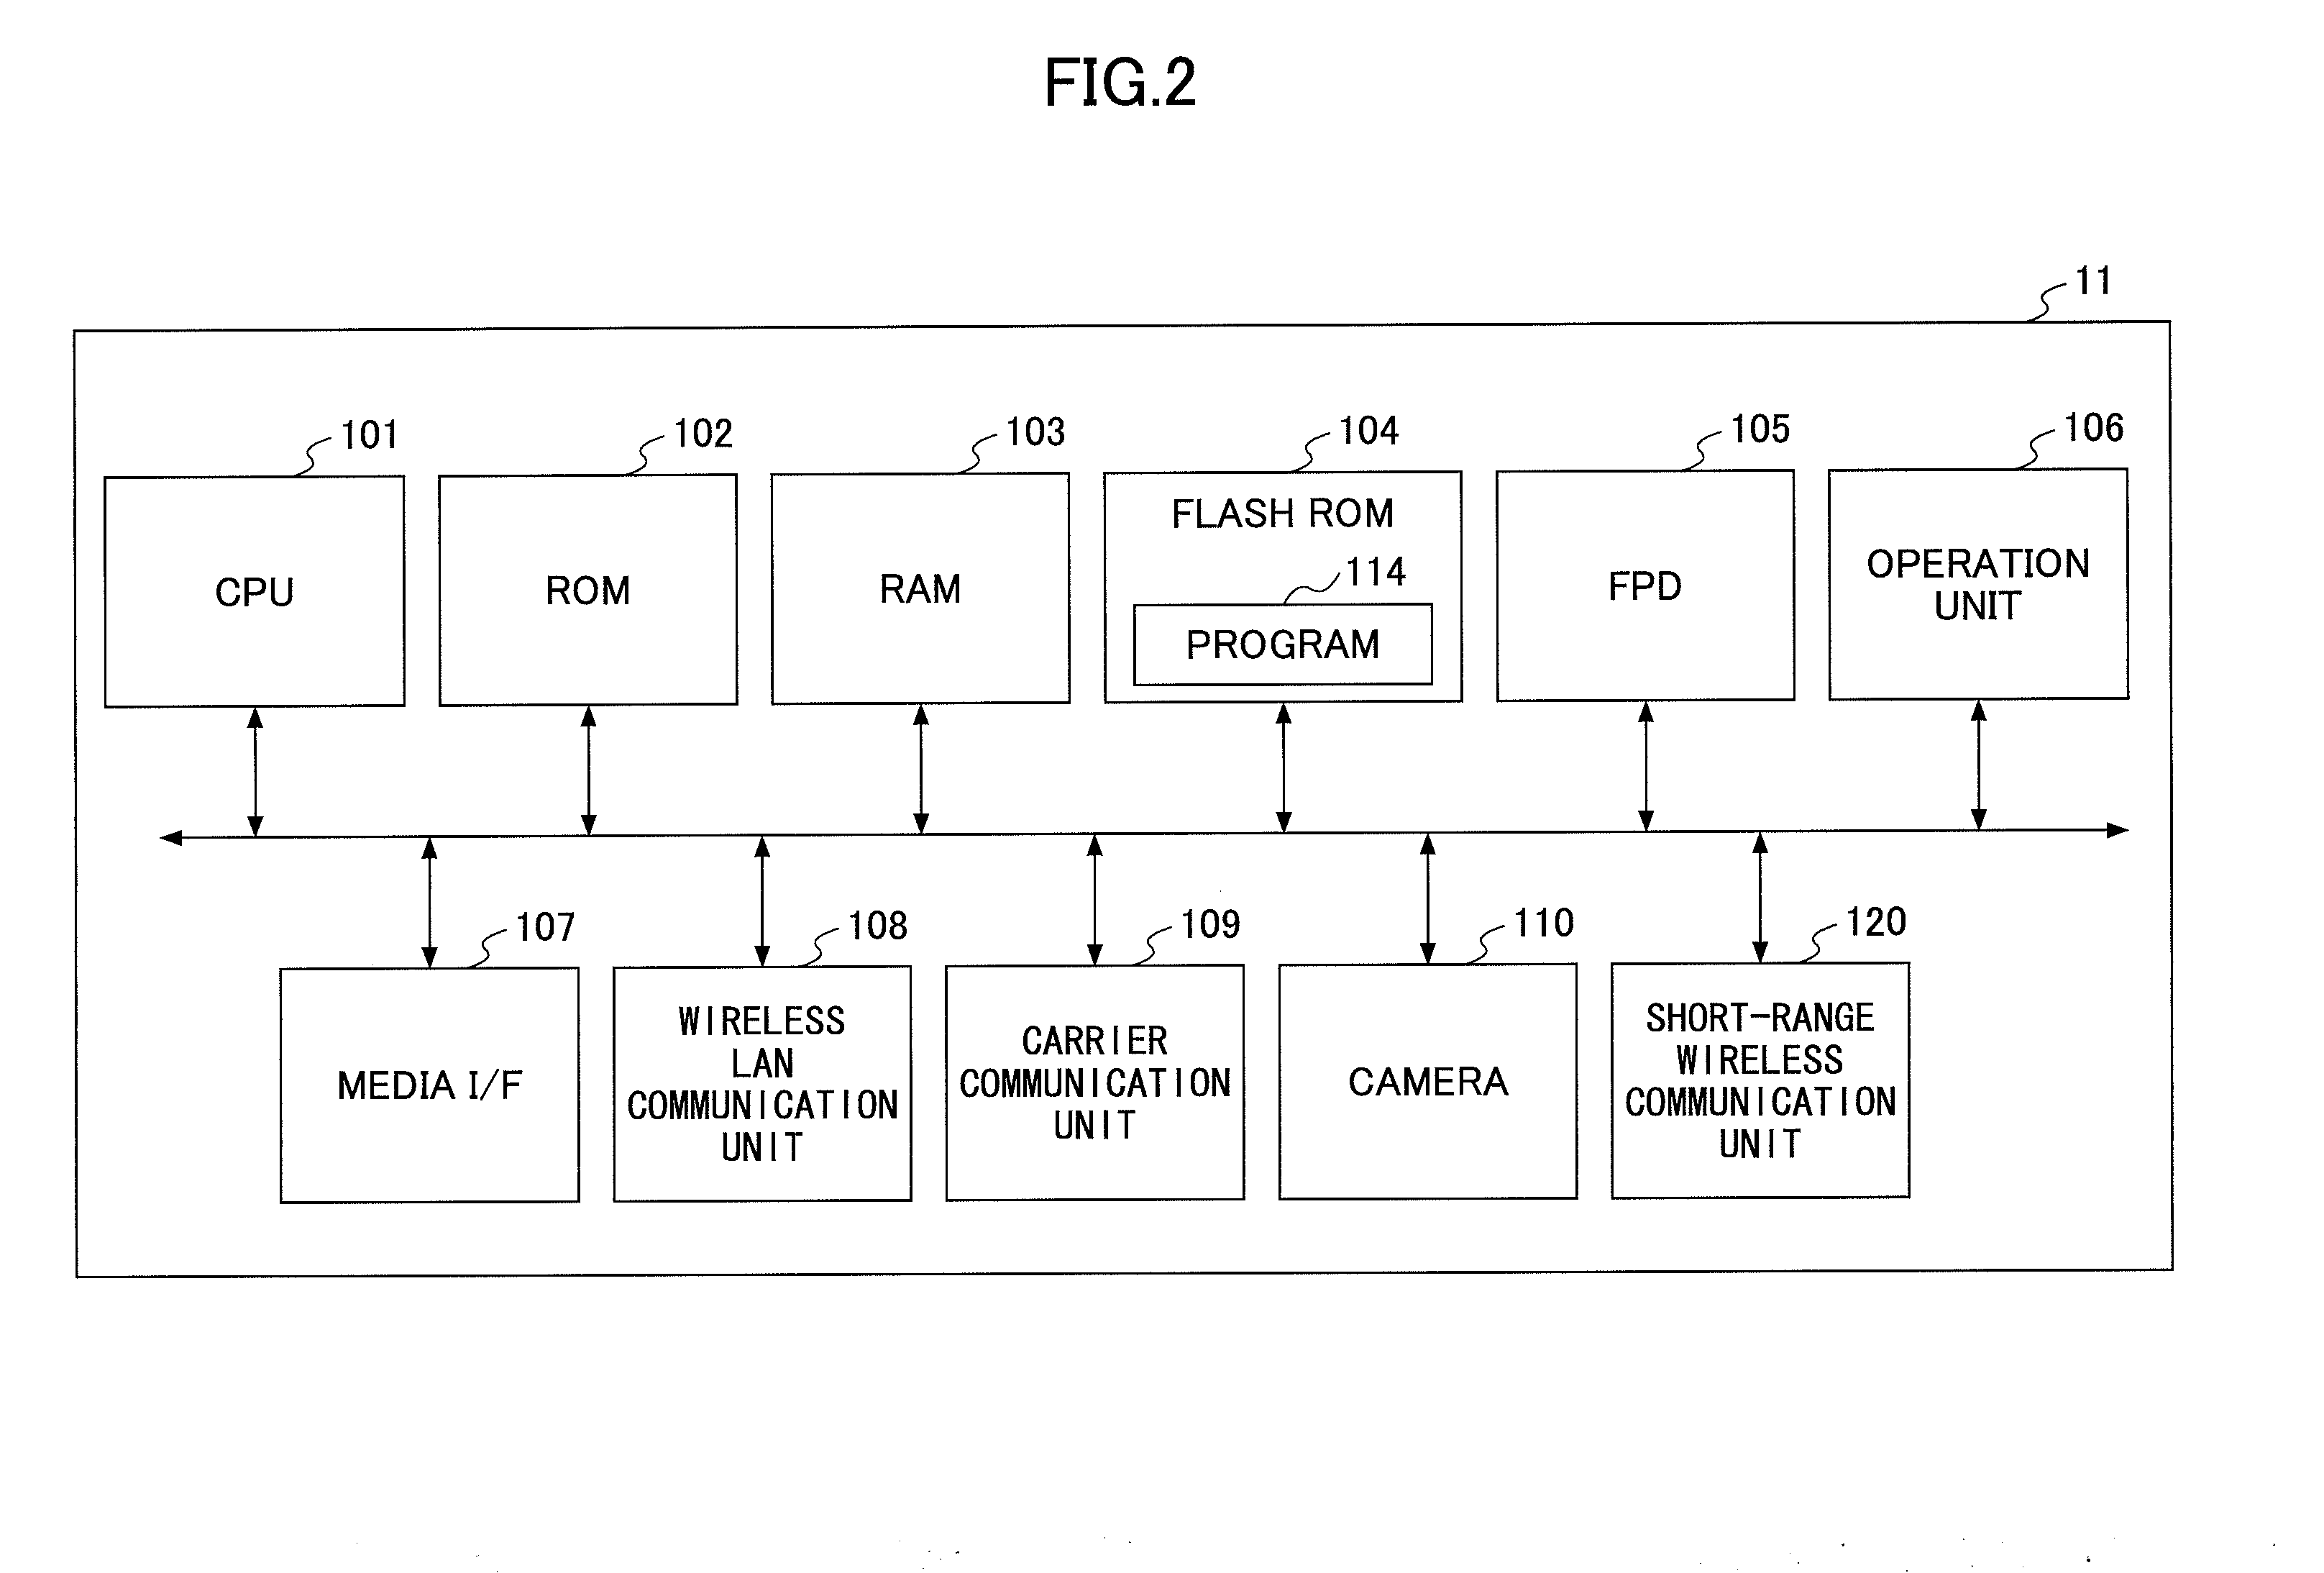 FIG.2
11
101
102
103
104
105
106
CPU
ROM
RAM
FLASH ROM
114
PROGRAM
FPD
OPERATION
UNIT
107
108
109
110
120
MEDIA I/F
WIRELESS
LAN
COMMUNICATION
UNIT
CARRIER
COMMUNICATION
UNIT
CAMERA
SHORT-RANGE
WIRELESS
COMMUNICATION
UNIT